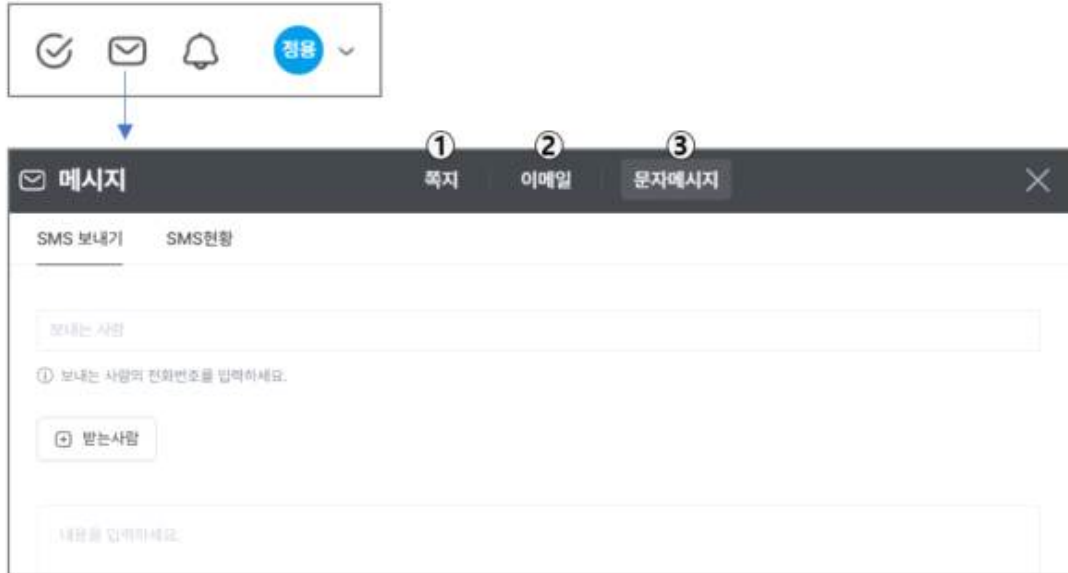 정용
① ② ③
메시지 쪽지 이메일 문자메시지
SMS 보내기 SMS현황
보내는 사람
보내는 사람의 전화번호를 입력하세요.
받는사람
내용을 입력하세요.